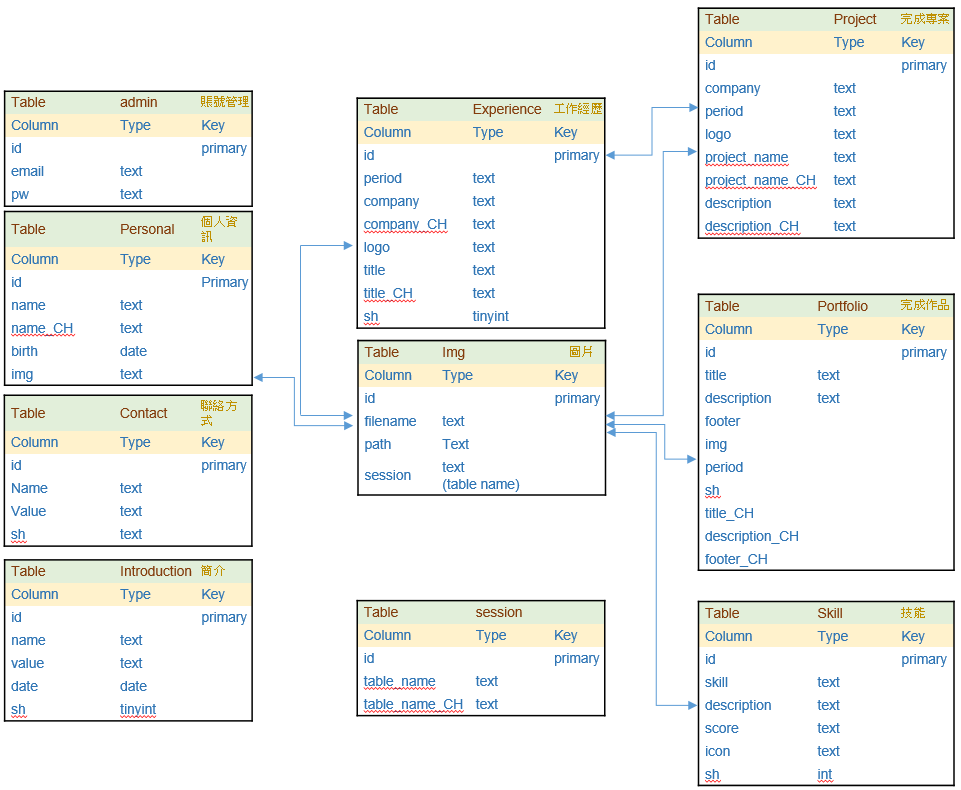 Table admin 賬號管理
Column Type Key
id primary
email text
pw text
Table Personal 個人資
訊
Column Type Key
id Primary
name text
name_CH text
birth date
img text
Table Contact 聯絡方
式
Column Type Key
id primary
Name text
Value text
sh text
Table Introduction 簡介
Column Type Key
id primary
name text
value text
date date
sh tinyint
Table Experience 工作經歷
Column Type Key
id primary
period text
company text
company_CH text
logo text
title text
title_CH text
sh tinyint
Table Img 圖片
Column Type Key
id primary
filename text
path Text
session text
(table name)
Table session
Column Type Key
id primary
table_name text
table_name_CH text
Table Project 完成專案
Column Type Key
id primary
company text
period text
logo text
project_name text
project_name_CH text
description text
description_CH text
Table Portfolio 完成作品
Column Type Key
id primary
title text
description text
footer
img
period
sh
title_CH
description_CH
footer_CH
Table Skill 技能
Column Type Key
id primary
skill text
description text
score text
icon text
sh int